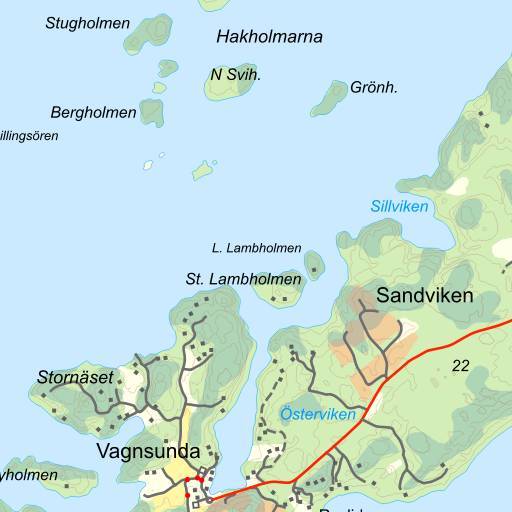 Stugholmen
Hakholmarna
N Svih.
Grönh.
Bergholmen
illingsören
Sillviken
L. Lambholmen
St. Lambholmen
Sandviken
22
Stornäset
Österviken
Vagnsunda
yholmen